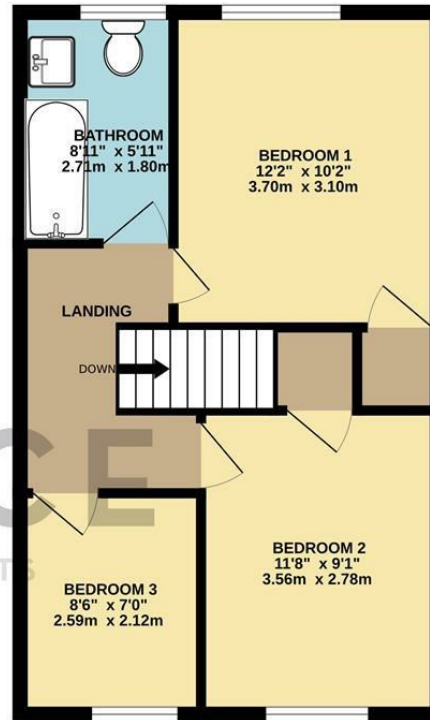 BATHROOM
8'11" x 5'11"
2.71m x 1.80m
BEDROOM 1
12'2" x 10'2"
3.70m x 3.10m
LANDING
DOWN
CE
TS
BEDROOM 2
11'8" x 9'1"
3.56m x 2.78m
BEDROOM 3
8'6" x 7'0"
2.59m x 2.12m